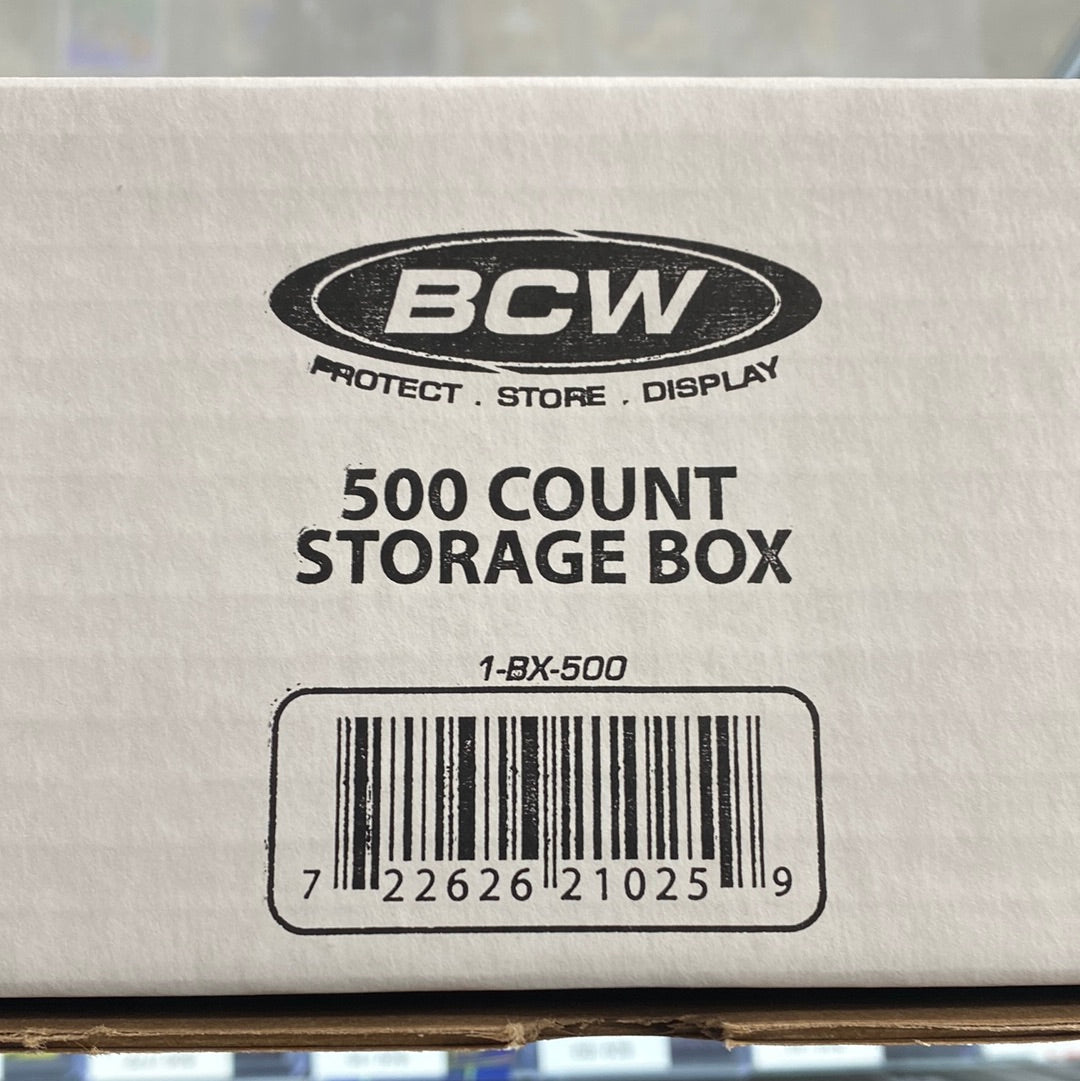 BCW
PROTECT . STORE . DISPLAY
500 COUNT
STORAGE BOX
1-BX-500
7 22626 21025 9